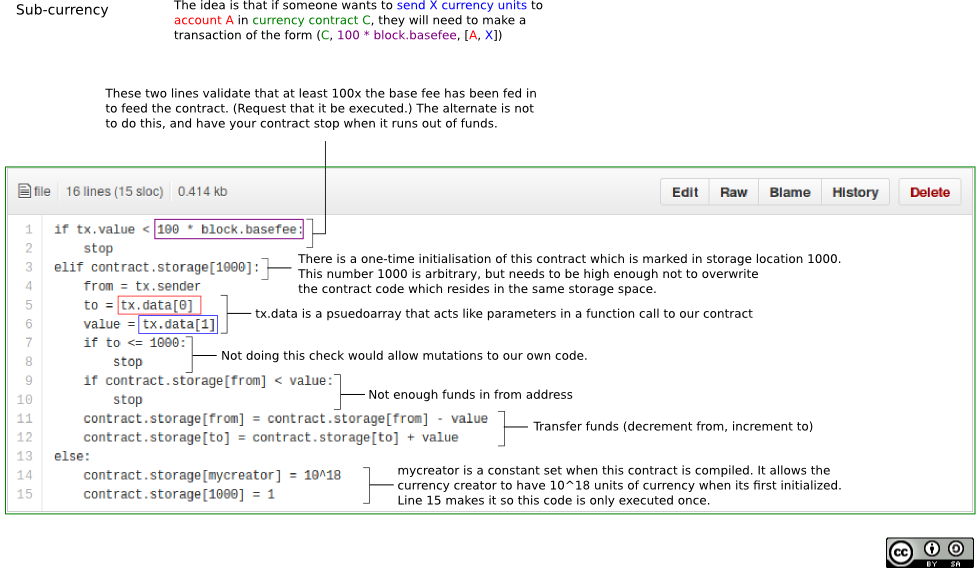 Sub-currency
The idea is that if someone wants to send X currency units to
account A in currency contract C, they will need to make a
transaction of the form (C, 100 * block.basefee, [A, X])
These two lines validate that at least 100x the base fee has been fed in
to feed the contract. (Request that it be executed.) The alternate is not
to do this, and have your contract stop when it runs out of funds.
file 16 lines (15 sloc) 0.414 kb Edit Raw Blame History Delete
1 if tx.value < 100 * block.basefee:
2 stop
3 elif contract.storage[1000]:
There is a one-time initialisation of this contract which is marked in storage location 1000.
This number 1000 is arbitrary, but needs to be high enough not to overwrite
the contract code which resides in the same storage space.
4 from = tx.sender
5 to = tx.data[0]
6 value = tx.data[1]
tx.data is a psuedoarray that acts like parameters in a function call to our contract
7 if to <= 1000:
8 stop
Not doing this check would allow mutations to our own code.
9 if contract.storage[from] < value:
10 stop
Not enough funds in from address
11 contract.storage[from] = contract.storage[from] - value
12 contract.storage[to] = contract.storage[to] + value
Transfer funds (decrement from, increment to)
13 else:
14 contract.storage[mycreator] = 10^18
15 contract.storage[1000] = 1
mycreator is a constant set when this contract is compiled. It allows the
currency creator to have 10^18 units of currency when its first initialized.
Line 15 makes it so this code is only executed once.
cc
BY SA